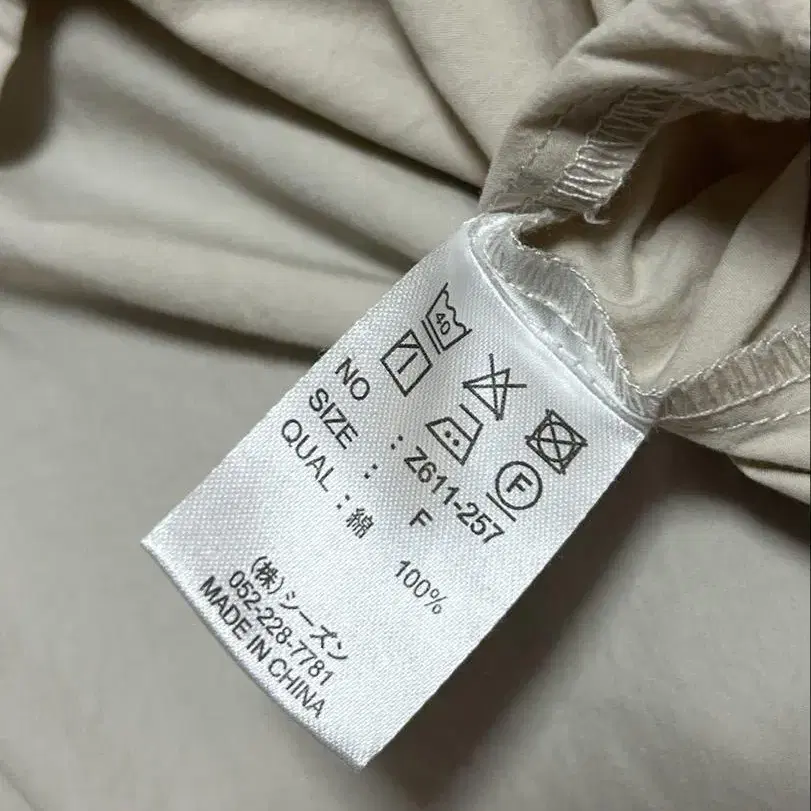 40
F
NO : Z611-257
SIZE : F
QUAL : 綿 100%
(株)シーズン
052-228-7781
MADE IN CHINA